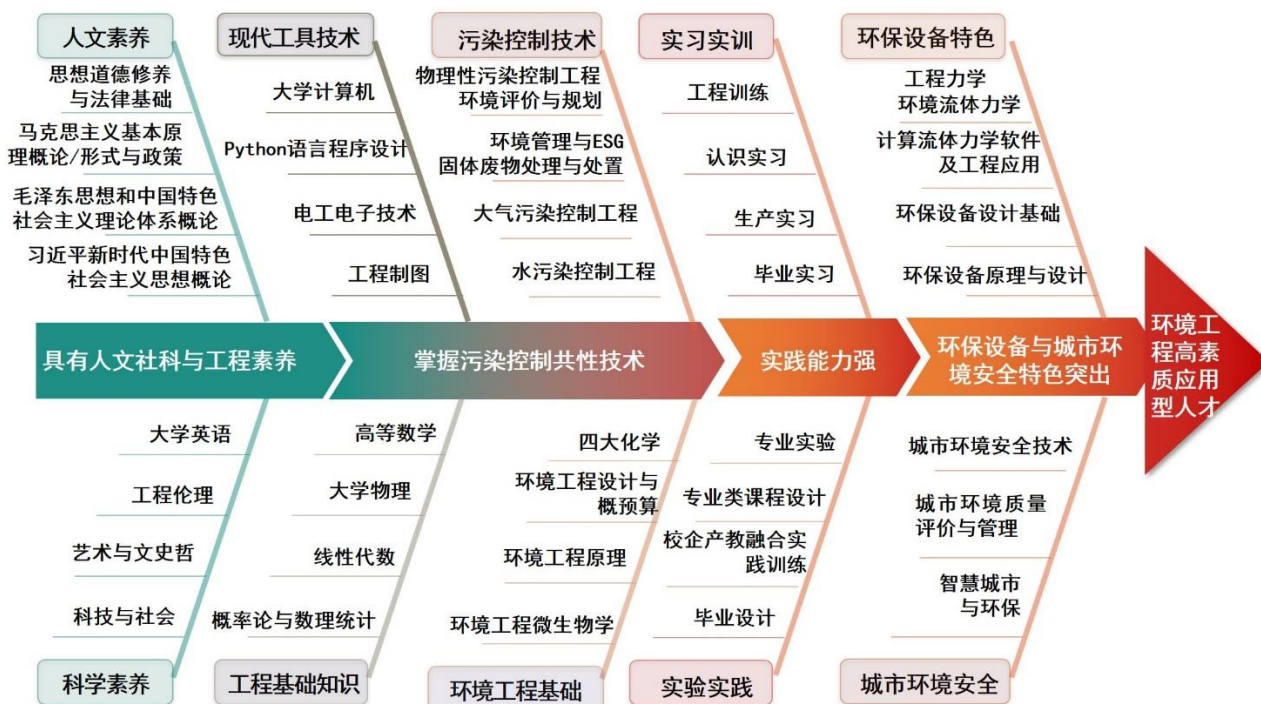 人文素养
思想道德修养
与法律基础
马克思主义基本原
理概论/形式与政策
毛泽东思想和中国特色
社会主义理论体系概论
习近平新时代中国特色
社会主义思想概论
现代工具技术
大学计算机
Python语言程序设计
电工电子技术
工程制图
污染控制技术
物理性污染控制工程
环境评价与规划
环境管理与ESG
固体废物处理与处置
大气污染控制工程
水污染控制工程
实习实训
工程训练
认识实习
生产实习
毕业实习
环保设备特色
工程力学
环境流体力学
计算流体力学软件
及工程应用
环保设备设计基础
环保设备原理与设计
具有人文社科与工程素养
掌握污染控制共性技术
实践能力强
环保设备与城市环
境安全特色突出
环境工
程高素
质应用
型人才
大学英语
工程伦理
艺术与文史哲
科技与社会
科学素养
高等数学
大学物理
线性代数
概率论与数理统计
工程基础知识
四大化学
环境工程设计与
概预算
环境工程原理
环境工程微生物学
环境工程基础
专业实验
专业类课程设计
校企产教融合实
践训练
毕业设计
实验实践
城市环境安全技术
城市环境质量
评价与管理
智慧城市
与环保
城市环境安全